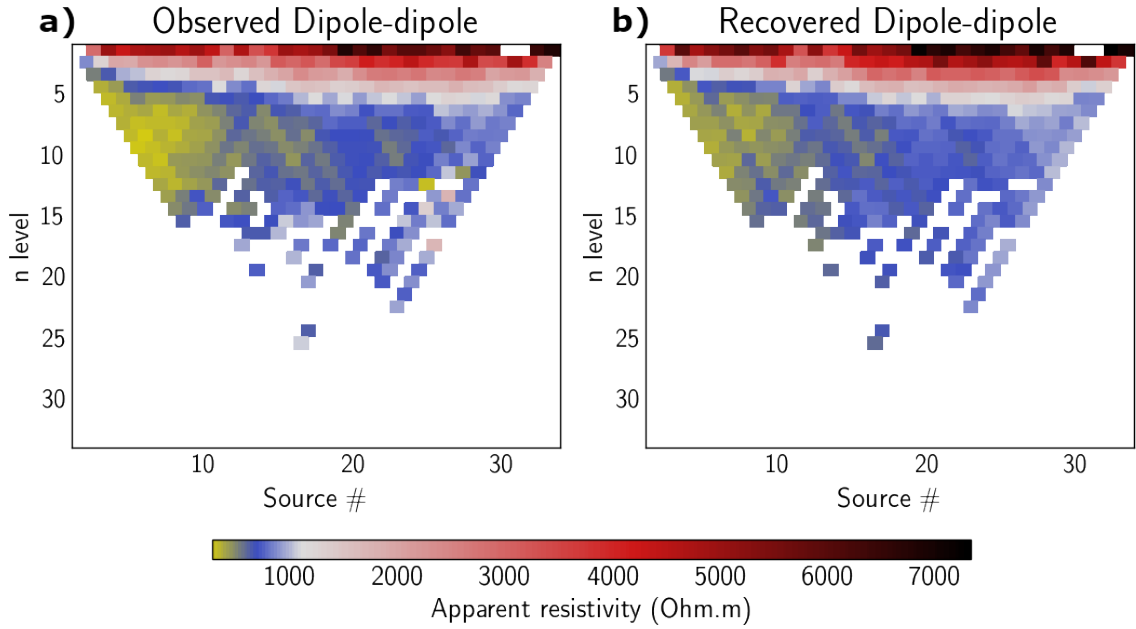 a) Observed Dipole-dipole
b) Recovered Dipole-dipole
5
10
15
20
25
30
n level
10 20 30
Source #
5
10
15
20
25
30
n level
10 20 30
Source #
1000 2000 3000 4000 5000 6000 7000
Apparent resistivity (Ohm.m)